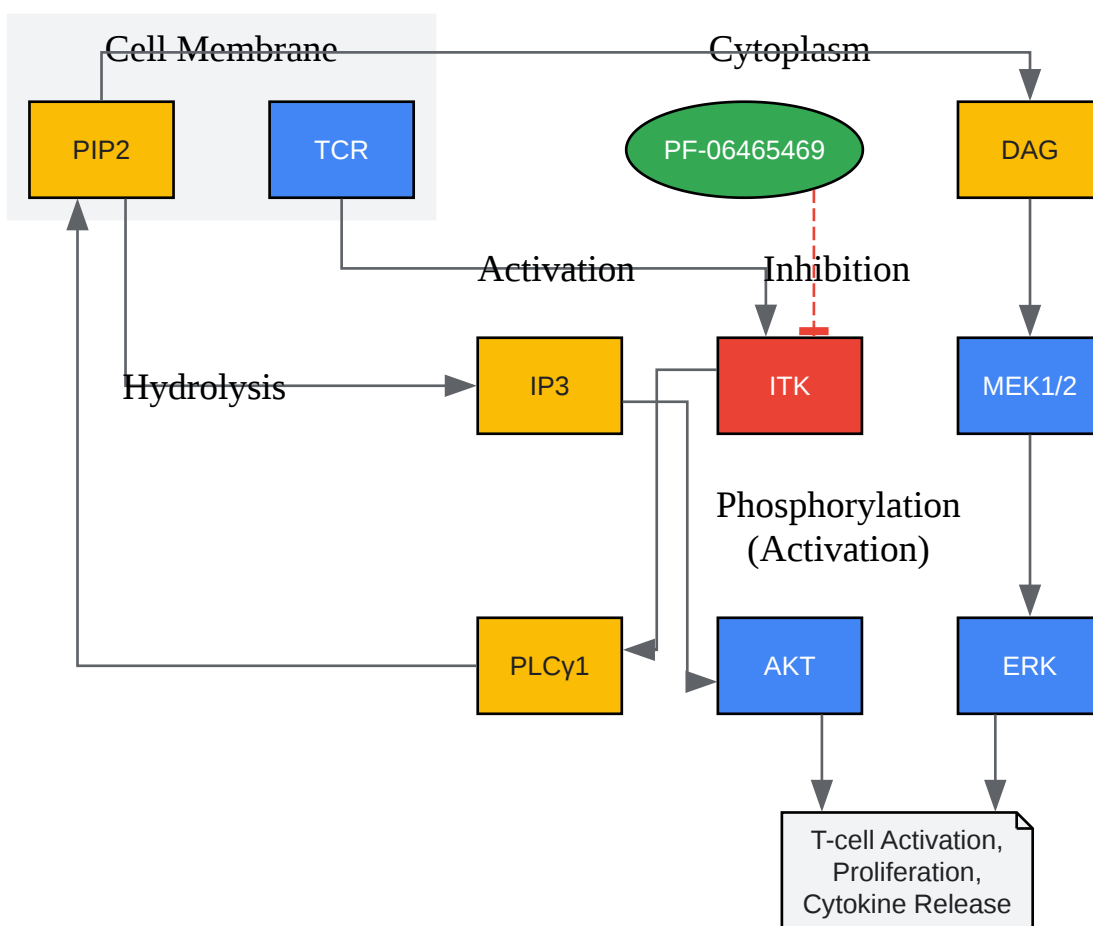 Cell Membrane
Cytoplasm
PIP2
TCR
PF-06465469
DAG
Activation
Inhibition
Hydrolysis
IP3
ITK
MEK1/2
Phosphorylation
(Activation)
PLCγ1
AKT
ERK
T-cell Activation,
Proliferation,
Cytokine Release